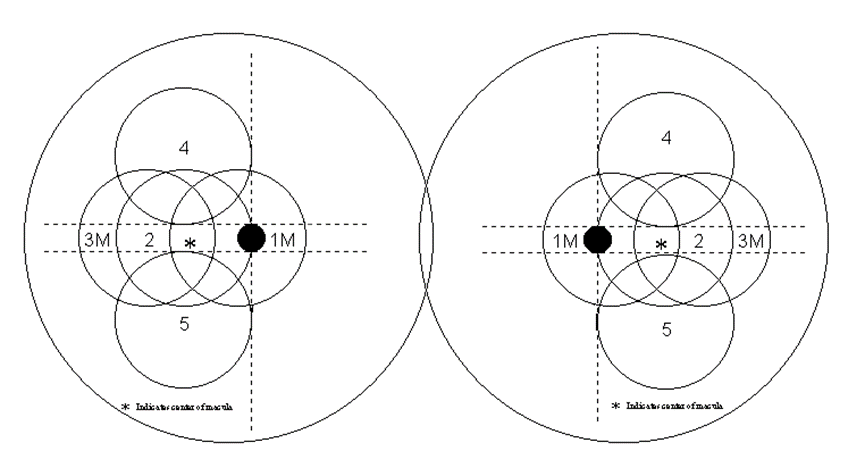 4
4
3M 2 * 1M
1M * 2 3M
5
5
* Indicates center of macula
* Indicates center of macula